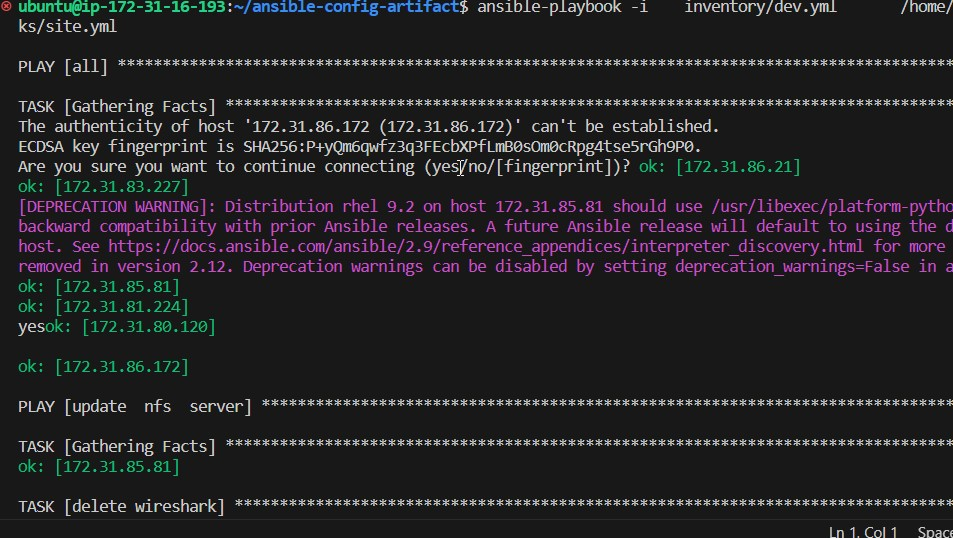 ubuntu@ip-172-31-16-193:~/ansible-config-artifact$ ansible-playbook -i    inventory/dev.yml       /home/
ks/site.yml
PLAY [all] *********************************************************************************************
TASK [Gathering Facts] *********************************************************************************
The authenticity of host '172.31.86.172 (172.31.86.172)' can't be established.
ECDSA key fingerprint is SHA256:P+yQm6qwfz3q3FEcbXPfLmB0sOm0cRpg4tse5rGh9P0.
Are you sure you want to continue connecting (yes/no/[fingerprint])? ok: [172.31.86.21]
ok: [172.31.83.227]
[DEPRECATION WARNING]: Distribution rhel 9.2 on host 172.31.85.81 should use /usr/libexec/platform-pytho
backward compatibility with prior Ansible releases. A future Ansible release will default to using the d
host. See https://docs.ansible.com/ansible/2.9/reference_appendices/interpreter_discovery.html for more
removed in version 2.12. Deprecation warnings can be disabled by setting deprecation_warnings=False in a
ok: [172.31.85.81]
ok: [172.31.81.224]
yesok: [172.31.80.120]
ok: [172.31.86.172]
PLAY [update  nfs  server] *****************************************************************************
TASK [Gathering Facts] *********************************************************************************
ok: [172.31.85.81]
TASK [delete wireshark] ********************************************************************************
Ln 1, Col 1    Space